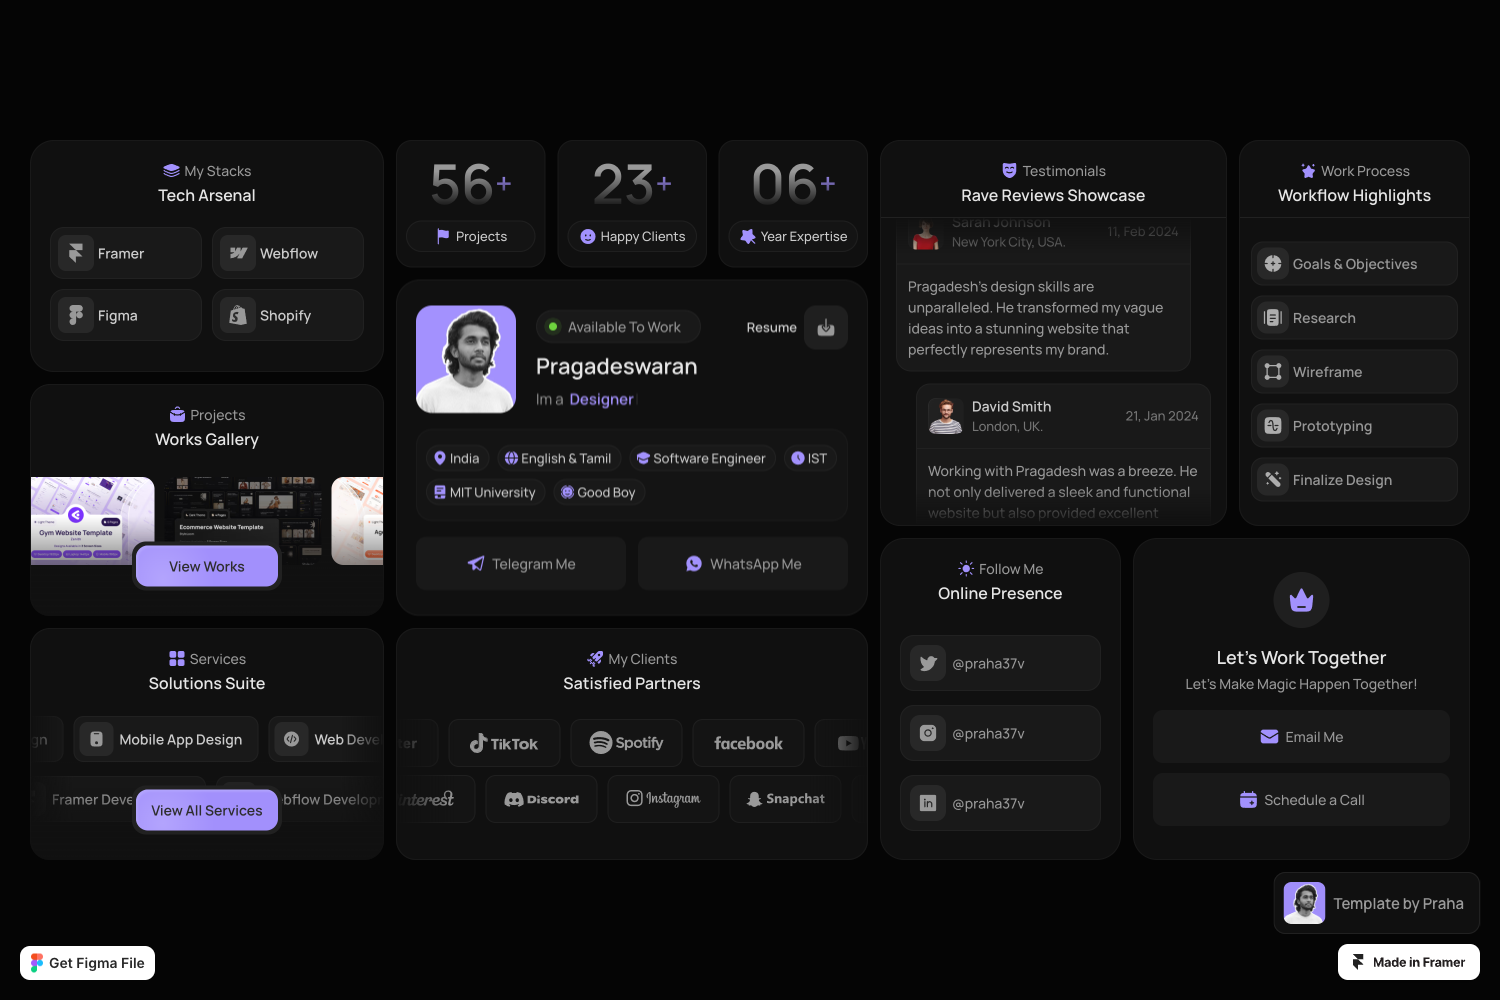 My Stacks
Tech Arsenal
Framer
Webflow
Figma
Shopify
Projects
Works Gallery
Gym Website Template
Ecommerce Website Template
View Works
Services
Solutions Suite
gn
Mobile App Design
Web Deve
Framer Deve
bflow Develop
View All Services
56+
Projects
23+
Happy Clients
06+
Year Expertise
Available To Work
Resume
Pragadeswaran
Im a Designer
India
English & Tamil
Software Engineer
IST
MIT University
Good Boy
Telegram Me
WhatsApp Me
My Clients
Satisfied Partners
ter
TikTok
Spotify
facebook
interest
Discord
Instagram
Snapchat
Testimonials
Rave Reviews Showcase
Sarah Johnson
New York City, USA.
11, Feb 2024
Pragadesh's design skills are
unparalleled. He transformed my vague
ideas into a stunning website that
perfectly represents my brand.
David Smith
London, UK.
21, Jan 2024
Working with Pragadesh was a breeze. He
not only delivered a sleek and functional
website but also provided excellent
Work Process
Workflow Highlights
Goals & Objectives
Research
Wireframe
Prototyping
Finalize Design
Follow Me
Online Presence
@praha37v
@praha37v
@praha37v
Let's Work Together
Let's Make Magic Happen Together!
Email Me
Schedule a Call
Template by Praha
Get Figma File
Made in Framer